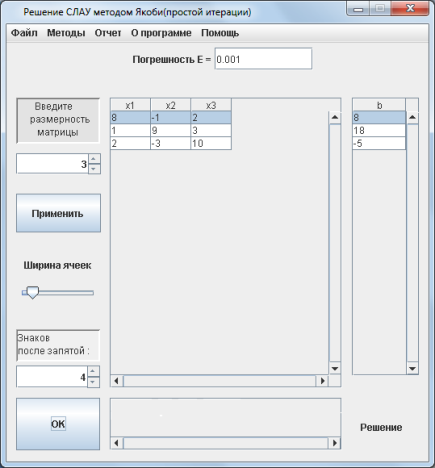 Решение СЛАУ методом Якоби(простой итерации)
Файл Методы Отчет О программе Помощь
Погрешность E = 0.001
Введите
размерность
матрицы
3
Применить
Ширина ячеек
Знаков
после запятой :
4
ОК
x1 x2 x3
8 -1 2
1 9 3
2 -3 10
b
8
18
-5
Решение